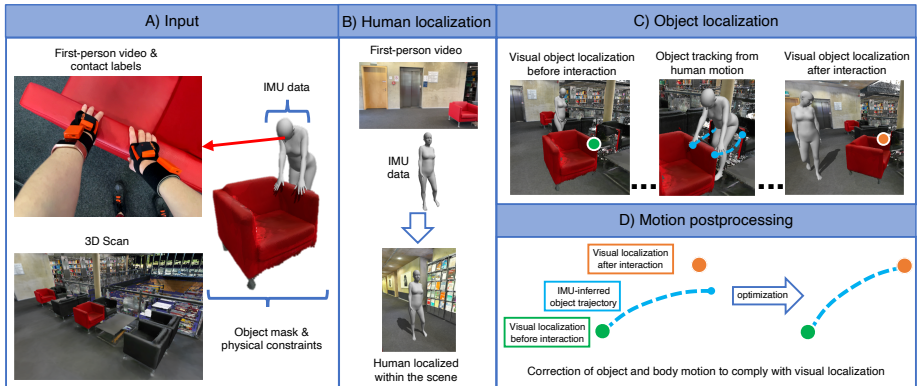 A) Input
First-person video &
contact labels
IMU data
3D Scan
Object mask &
physical constraints
B) Human localization
First-person video
IMU
data
Human localized
within the scene
C) Object localization
Visual object localization
before interaction
Object tracking from
human motion
Visual object localization
after interaction
D) Motion postprocessing
Visual localization
after interaction
IMU-inferred
object trajectory
Visual localization
before interaction
optimization
Correction of object and body motion to comply with visual localization